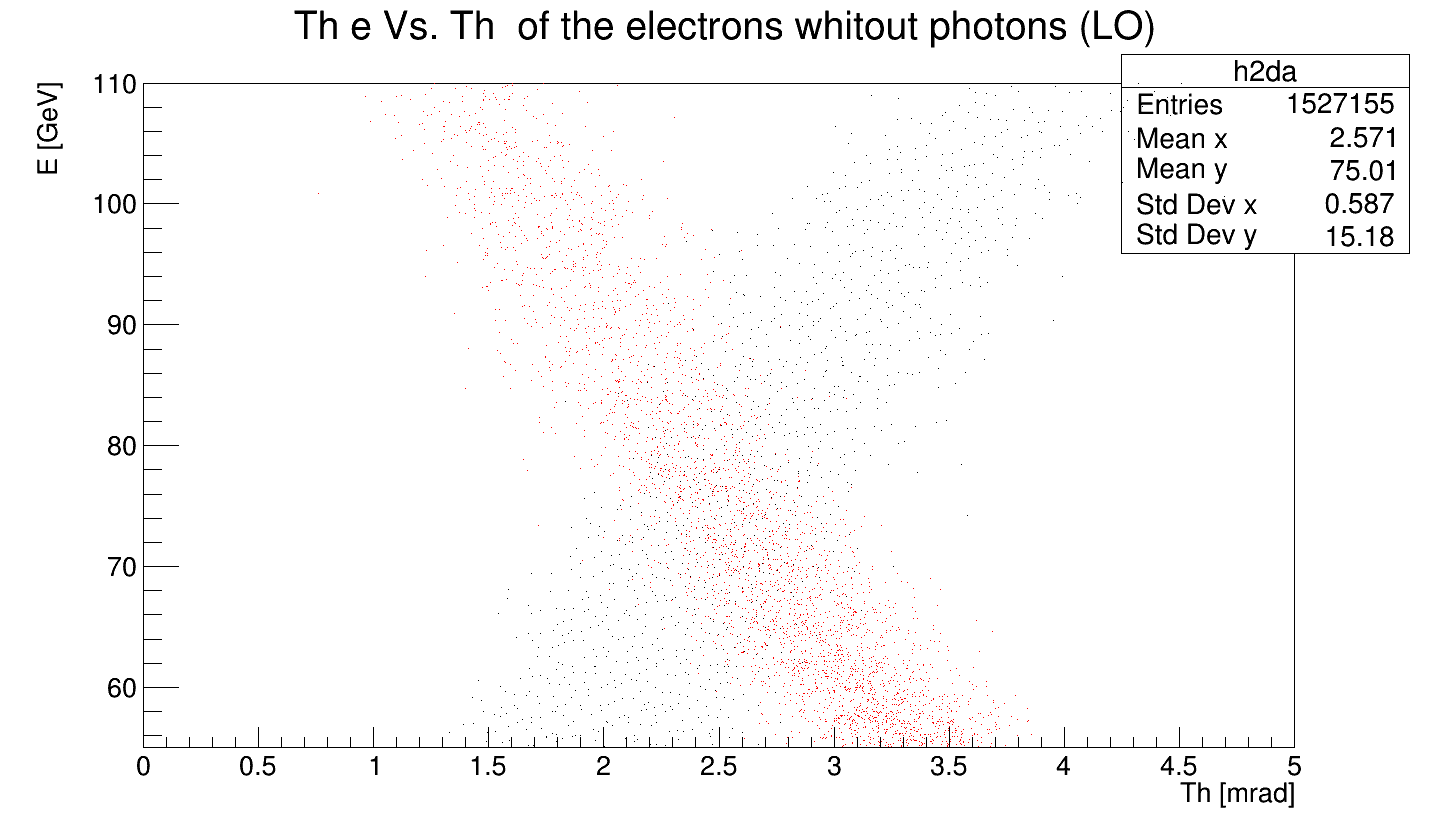 Th e Vs. Th  of the electrons whitout photons (LO)
h2da
Entries 1527155
Mean x 2.571
Mean y 75.01
Std Dev x 0.587
Std Dev y 15.18
E [GeV]
110
100
90
80
70
60
0 0.5 1 1.5 2 2.5 3 3.5 4 4.5 5
Th [mrad]